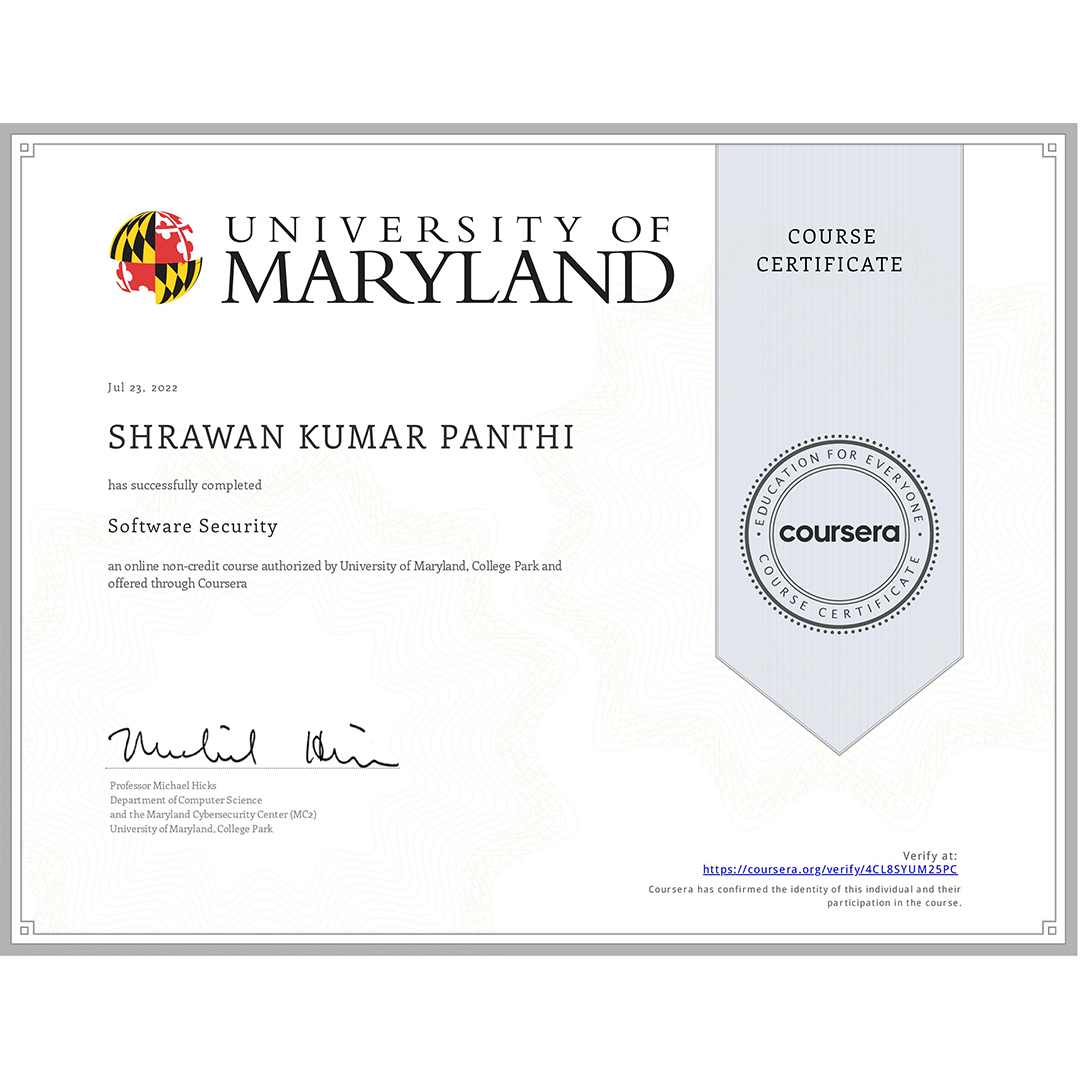 UNIVERSITY OF
MARYLAND
COURSE
CERTIFICATE
Jul 23, 2022
SHRAWAN KUMAR PANTHI
has successfully completed
Software Security
an online non-credit course authorized by University of Maryland, College Park and
offered through Coursera
EDUCATION FOR EVERYONE
coursera
COURSE CERTIFICATE
Michael Hicks
Professor Michael Hicks
Department of Computer Science
and the Maryland Cybersecurity Center (MC2)
University of Maryland, College Park
Verify at:
https://coursera.org/verify/4CL8SYUM25PC
Coursera has confirmed the identity of this individual and their
participation in the course.